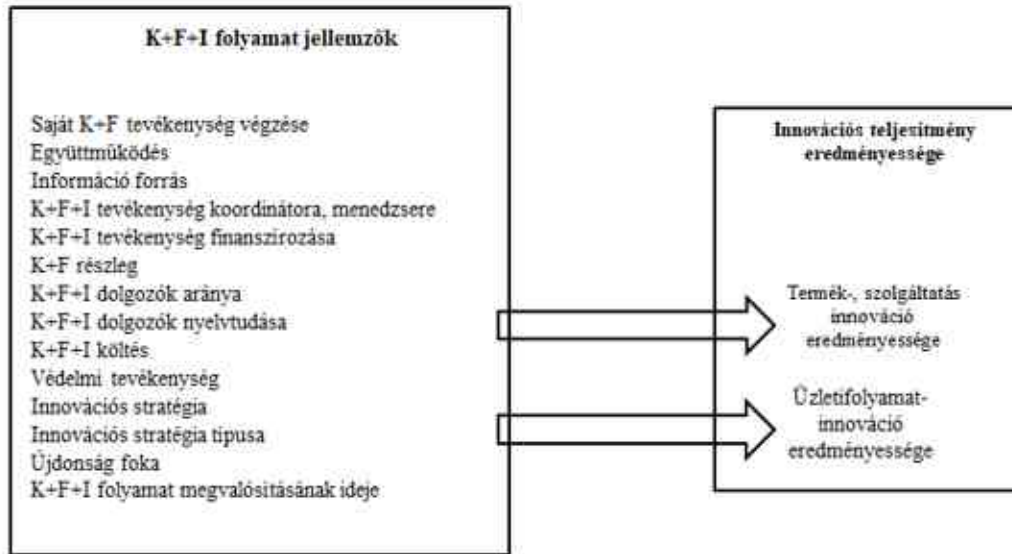 K+F+I folyamat jellemzők
Saját K+F tevékenység végzése
Együttműködés
Információ forrás
K+F+I tevékenység koordinátora, menedzsere
K+F+I tevékenység finanszírozása
K+F részleg
K+F+I dolgozók aránya
K+F+I dolgozók nyelvtudása
K+F+I költés
Védelmi tevékenység
Innovációs stratégia
Innovációs stratégia típusa
Újdonság foka
K+F+I folyamat megvalósításának ideje
Innovációs teljesítmény
eredményessége
Termék-, szolgáltatás
innováció
eredményessége
Üzletifolyamat-
innováció
eredményessége